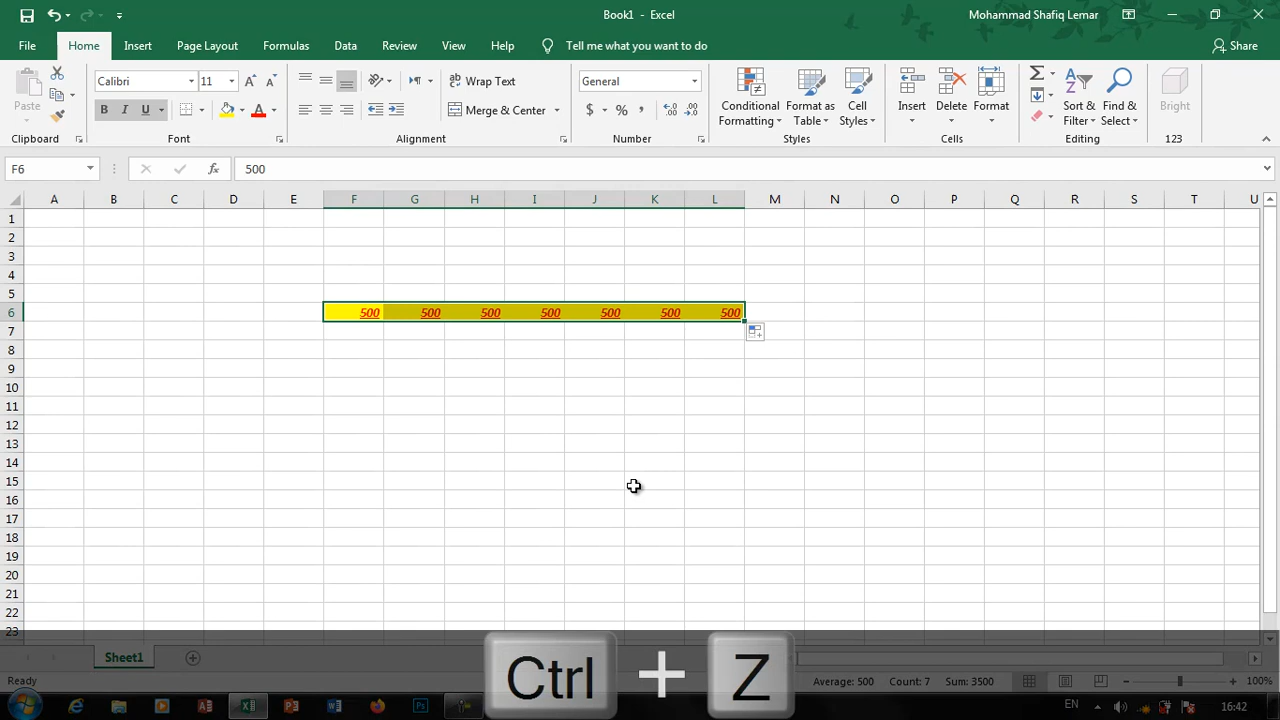 Book1 - Excel
Mohammad Shafiq Lemar
File Home Insert Page Layout Formulas Data Review View Help Tell me what you want to do Share
Paste
Calibri 11 A A
B I U A
Wrap Text
Merge & Center
General
$ % ,
Conditional Formatting
Format Table
Cell Styles
Insert Delete Format
Sort & Filter
Find & Select
Bright
Clipboard Font Alignment Number Styles Cells Editing 123
F6 fx 500
A B C D E F G H I J K L M N O P Q R S T U
1
2
3
4
5
6 500 500 500 500 500 500 500
7
8
9
10
11
12
13
14
15
16
17
18
19
20
21
22
23
Sheet1
Ctrl + Z
Ready Average: 500 Count: 7 Sum: 3500 100%
EN 16:42